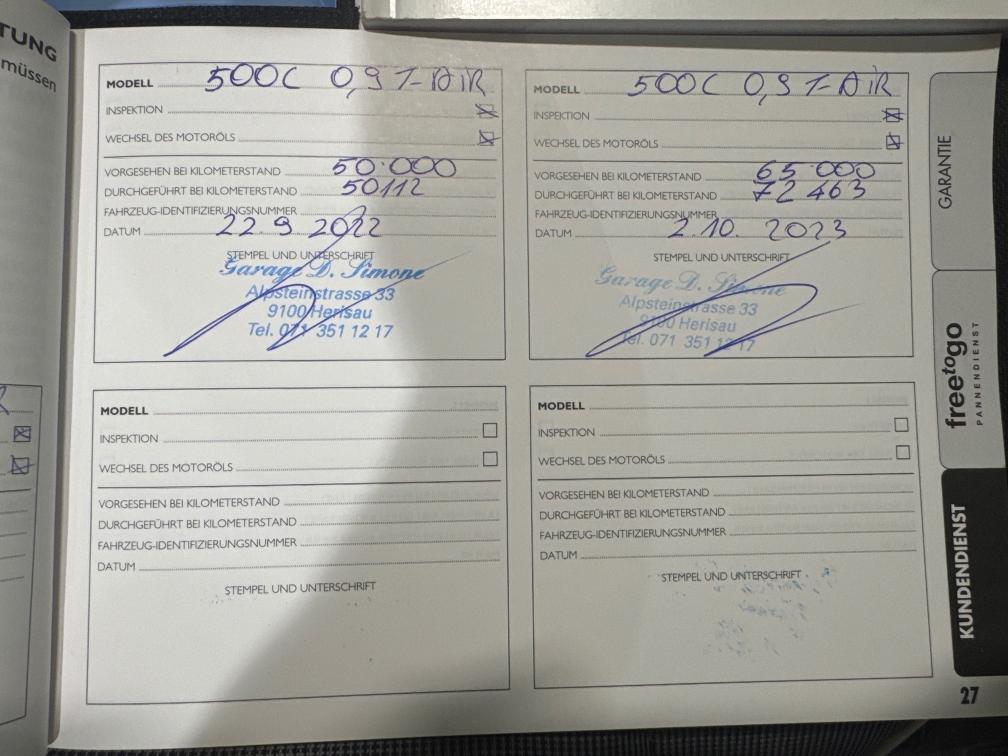 TUNG
müssen
MODELL 500C 0,9 T-AIR
INSPEKTION ☒
WECHSEL DES MOTORÖLS ☒
VORGESEHEN BEI KILOMETERSTAND 50.000
DURCHGEFÜHRT BEI KILOMETERSTAND 50112
FAHRZEUG-IDENTIFIZIERUNGSNUMMER
DATUM 22.9.2022
STEMPEL UND UNTERSCHRIFT
Garage D. Simone
Alpsteinstrasse 33
9100 Herisau
Tel. 071 351 12 17
MODELL 500C 0,9 T-AIR
INSPEKTION ☒
WECHSEL DES MOTORÖLS ☒
VORGESEHEN BEI KILOMETERSTAND 65.000
DURCHGEFÜHRT BEI KILOMETERSTAND 72463
FAHRZEUG-IDENTIFIZIERUNGSNUMMER
DATUM 2.10.2023
STEMPEL UND UNTERSCHRIFT
Garage D. Simone
Alpsteinstrasse 33
9100 Herisau
Tel. 071 351 12 17
MODELL
INSPEKTION ☐
WECHSEL DES MOTORÖLS ☐
VORGESEHEN BEI KILOMETERSTAND
DURCHGEFÜHRT BEI KILOMETERSTAND
FAHRZEUG-IDENTIFIZIERUNGSNUMMER
DATUM
STEMPEL UND UNTERSCHRIFT
MODELL
INSPEKTION ☐
WECHSEL DES MOTORÖLS ☐
VORGESEHEN BEI KILOMETERSTAND
DURCHGEFÜHRT BEI KILOMETERSTAND
FAHRZEUG-IDENTIFIZIERUNGSNUMMER
DATUM
STEMPEL UND UNTERSCHRIFT
GARANTIE
freetogo
PANNENDIENST
KUNDENDIENST
27